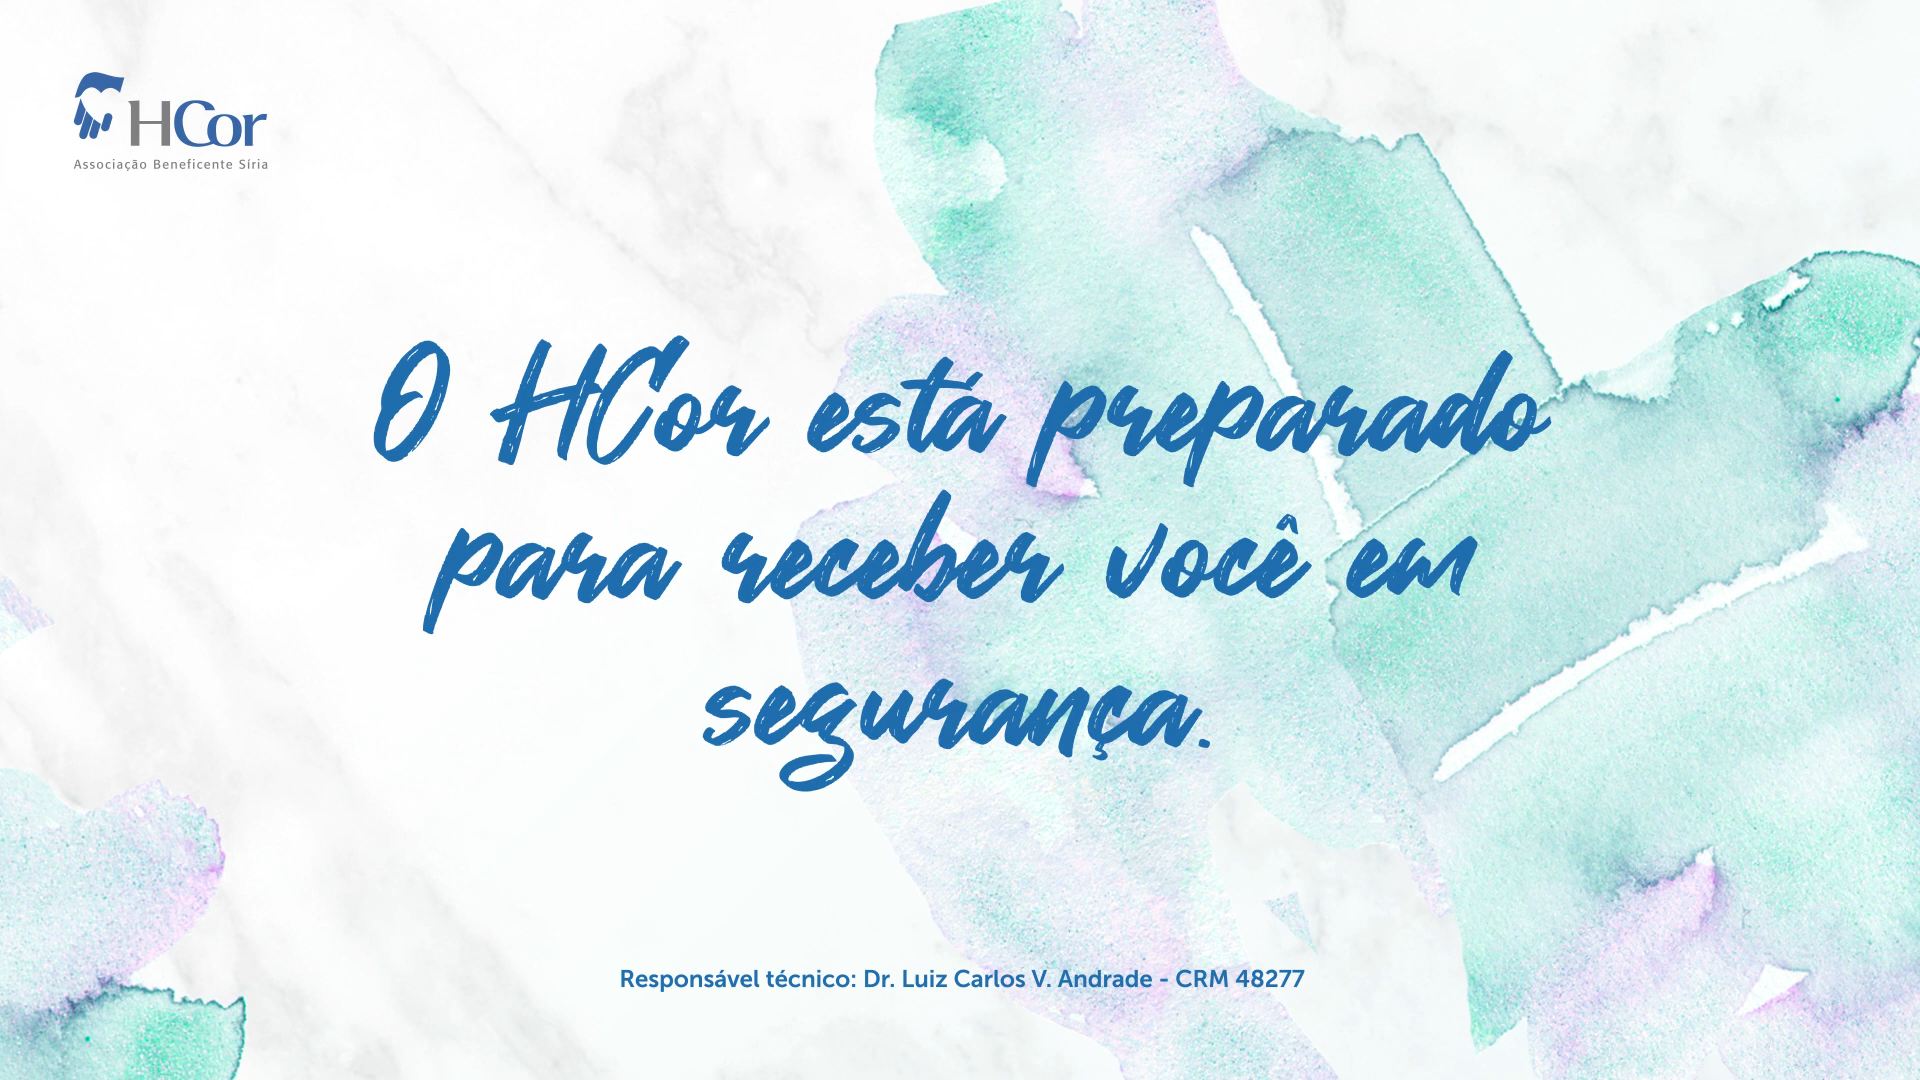 HCor
Associação Beneficente Síria
O HCor está preparado
para receber você em
segurança.
Responsável técnico: Dr. Luiz Carlos V. Andrade - CRM 48277